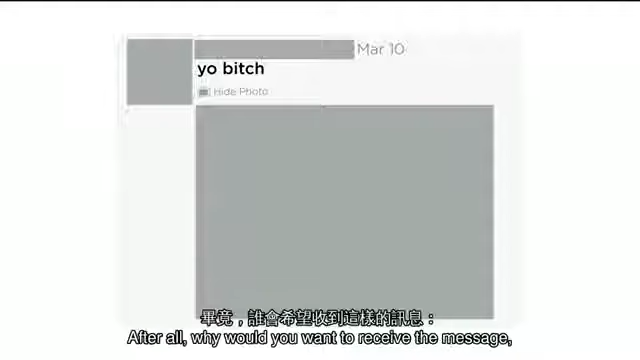 Mar 10
yo bitch
Hide Photo
畢竟，誰會希望收到這樣的訊息：
After all, why would you want to receive the message,